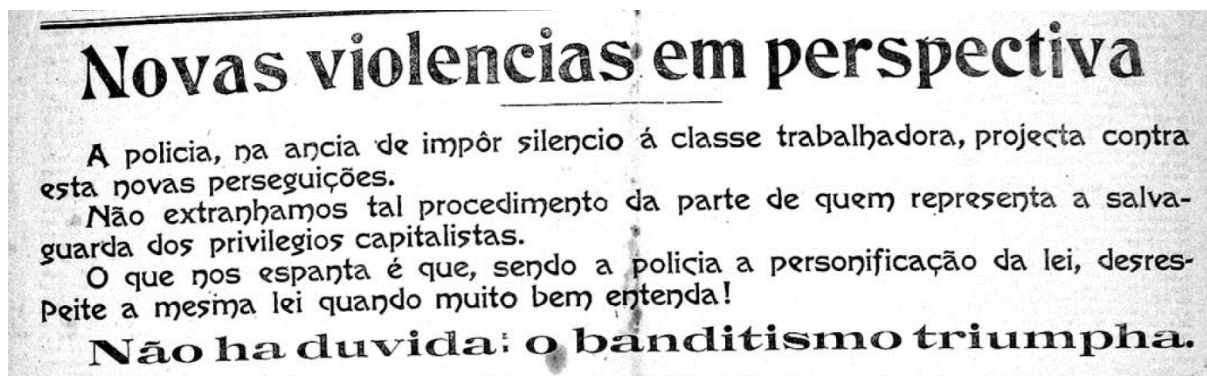 Novas violencias em perspectiva
A policia, na ancia de impôr silencio á classe trabalhadora, projecta contra
esta novas perseguições.
Não extranhamos tal procedimento da parte de quem representa a salva-
guarda dos privilegios capitalistas.
O que nos espanta é que, sendo a policia a personificação da lei, desres-
peite a mesma lei quando muito bem entenda!
Não ha duvida: o banditismo triumpha.